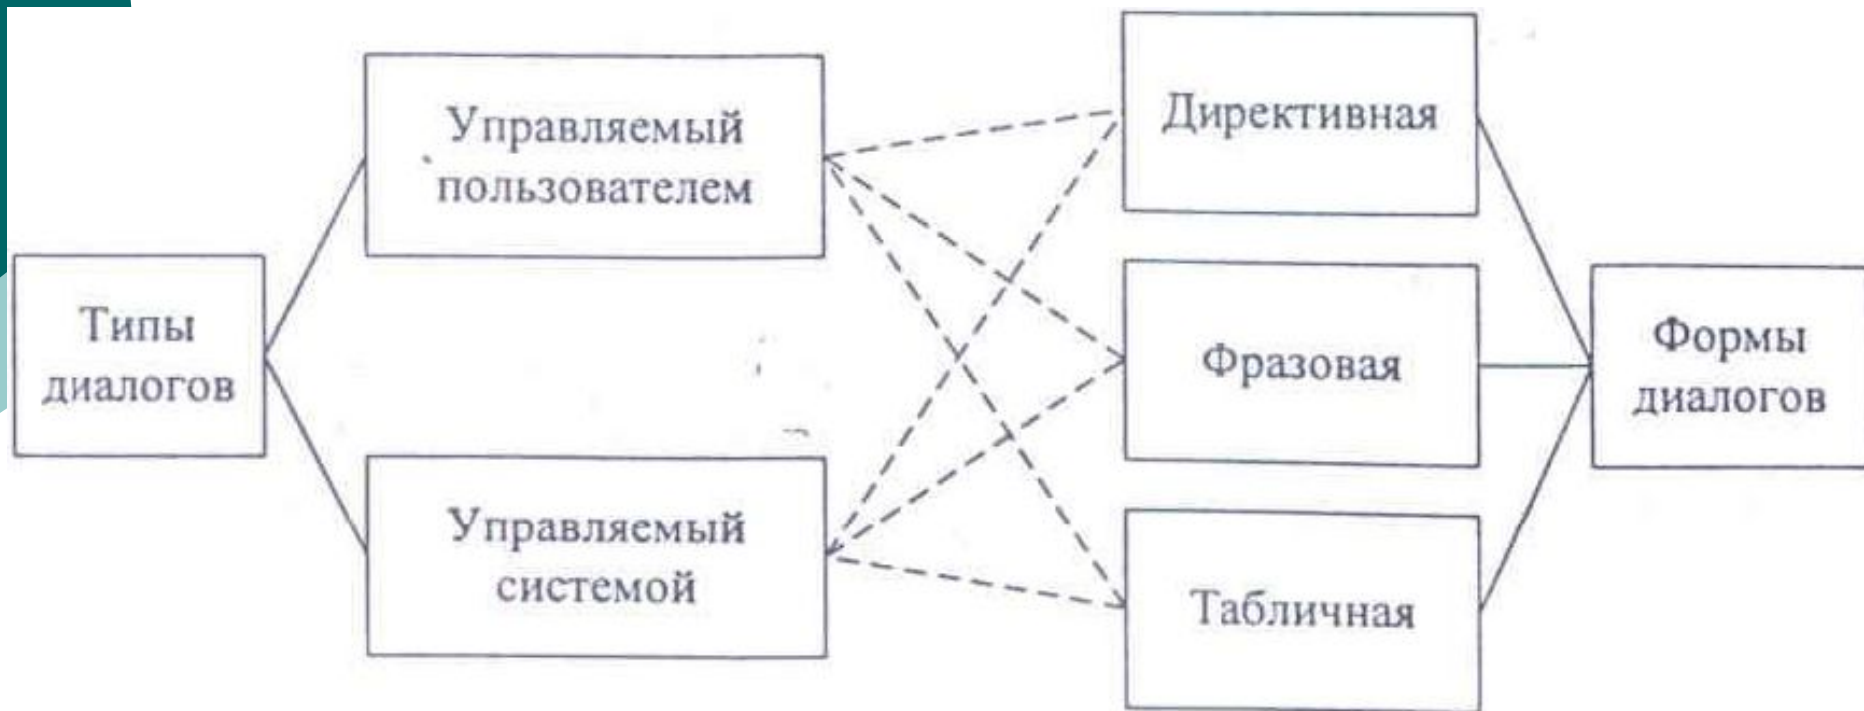 Типы
диалогов
Управляемый
пользователем
Управляемый
системой
Директивная
Фразовая
Табличная
Формы
диалогов